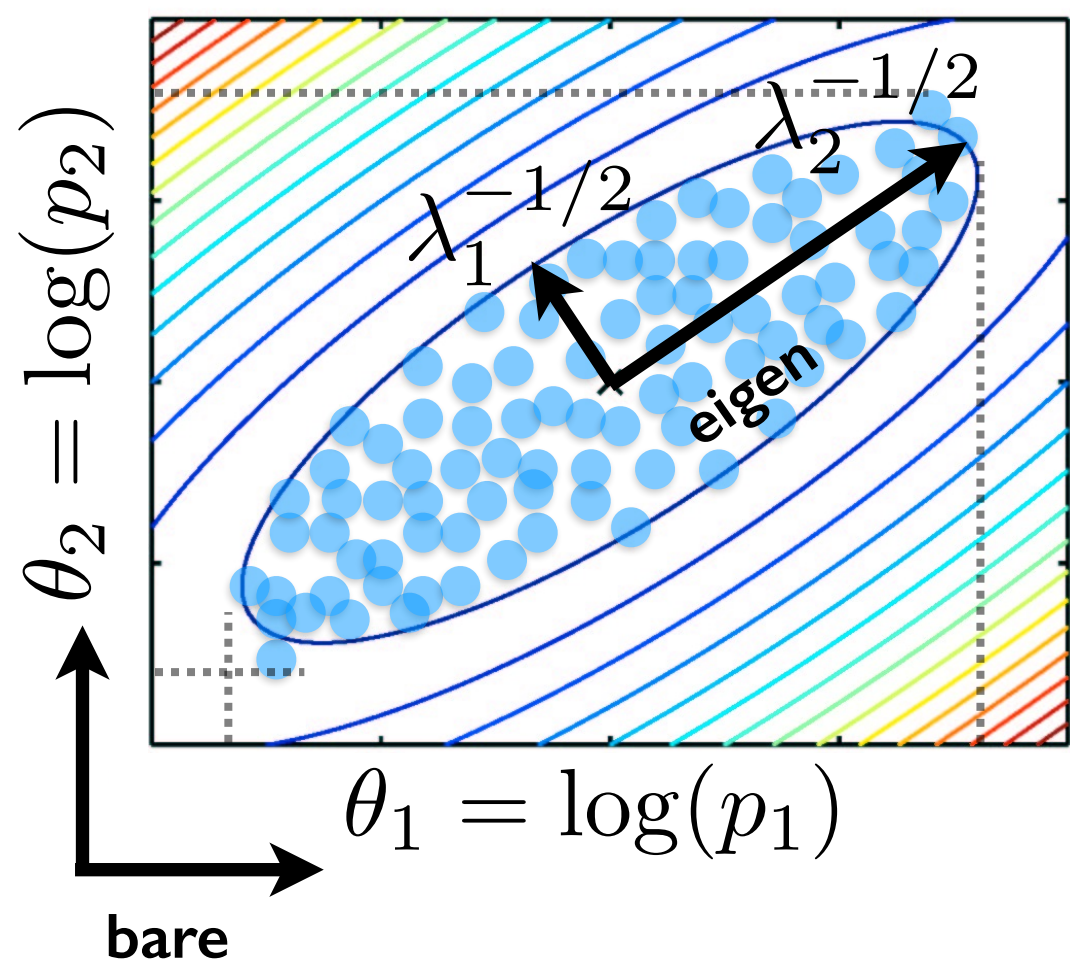 λ₂^{-1/2}
λ₁^{-1/2}
θ₂ = log(p₂)
eigen
θ₁ = log(p₁)
bare